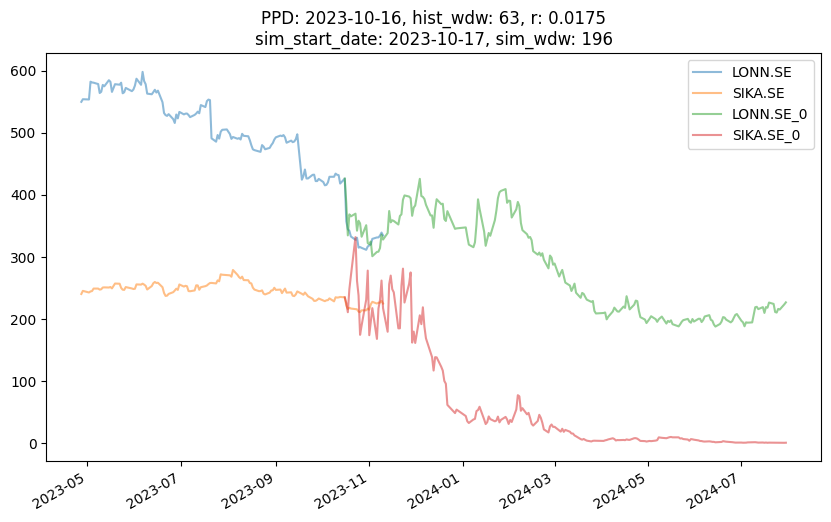 PPD: 2023-10-16, hist_wdw: 63, r: 0.0175
sim_start_date: 2023-10-17, sim_wdw: 196
LONN.SE
SIKA.SE
LONN.SE_0
SIKA.SE_0
600
500
400
300
200
100
0
2023-05
2023-07
2023-09
2023-11
2024-01
2024-03
2024-05
2024-07